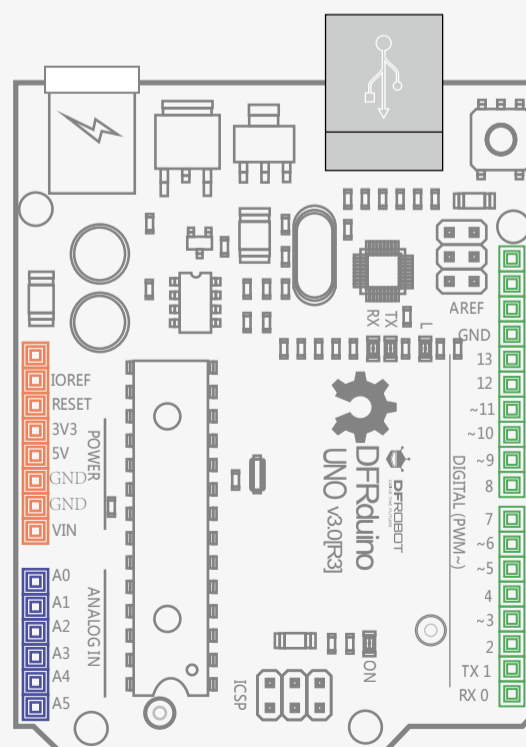 AREF
GND
13
12
~11
~10
~9
8
7
~6
~5
4
~3
2
TX 1
RX 0
DIGITAL (PWM~)
RX
TX
L
IOREF
RESET
3V3
5V
GND
GND
VIN
POWER
A0
A1
A2
A3
A4
A5
ANALOG IN
DFRduino
UNO v3.0[R3]
DFROBOT
ON
ICSP